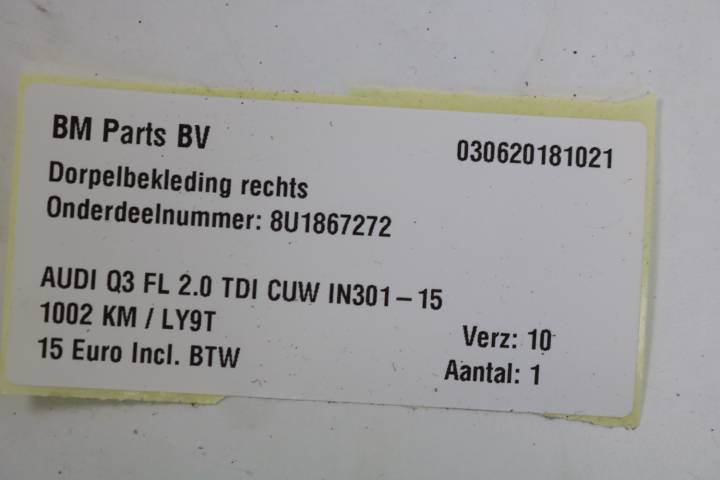 BM Parts BV 030620181021
Dorpelbekleding rechts
Onderdeelnummer: 8U1867272
AUDI Q3 FL 2.0 TDI CUW IN301-15
1002 KM / LY9T Verz: 10
15 Euro Incl. BTW Aantal: 1